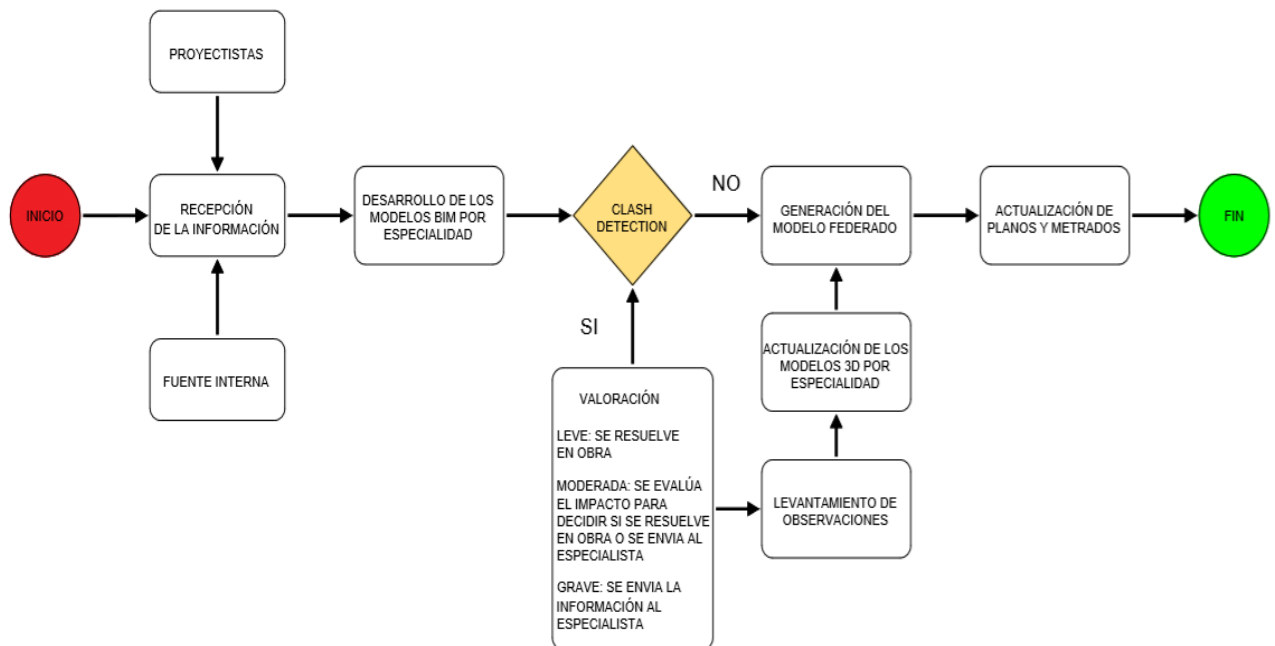 PROYECTISTAS
INICIO
RECEPCIÓN
DE LA INFORMACIÓN
FUENTE INTERNA
DESARROLLO DE LOS
MODELOS BIM POR
ESPECIALIDAD
CLASH
DETECTION
NO
SI
GENERACIÓN DEL
MODELO FEDERADO
ACTUALIZACIÓN DE
PLANOS Y METRADOS
FIN
VALORACIÓN
LEVE: SE RESUELVE
EN OBRA
MODERADA: SE EVALÚA
EL IMPACTO PARA
DECIDIR SI SE RESUELVE
EN OBRA O SE ENVIA AL
ESPECIALISTA
GRAVE: SE ENVIA LA
INFORMACIÓN AL
ESPECIALISTA
ACTUALIZACIÓN DE LOS
MODELOS 3D POR
ESPECIALIDAD
LEVANTAMIENTO DE
OBSERVACIONES